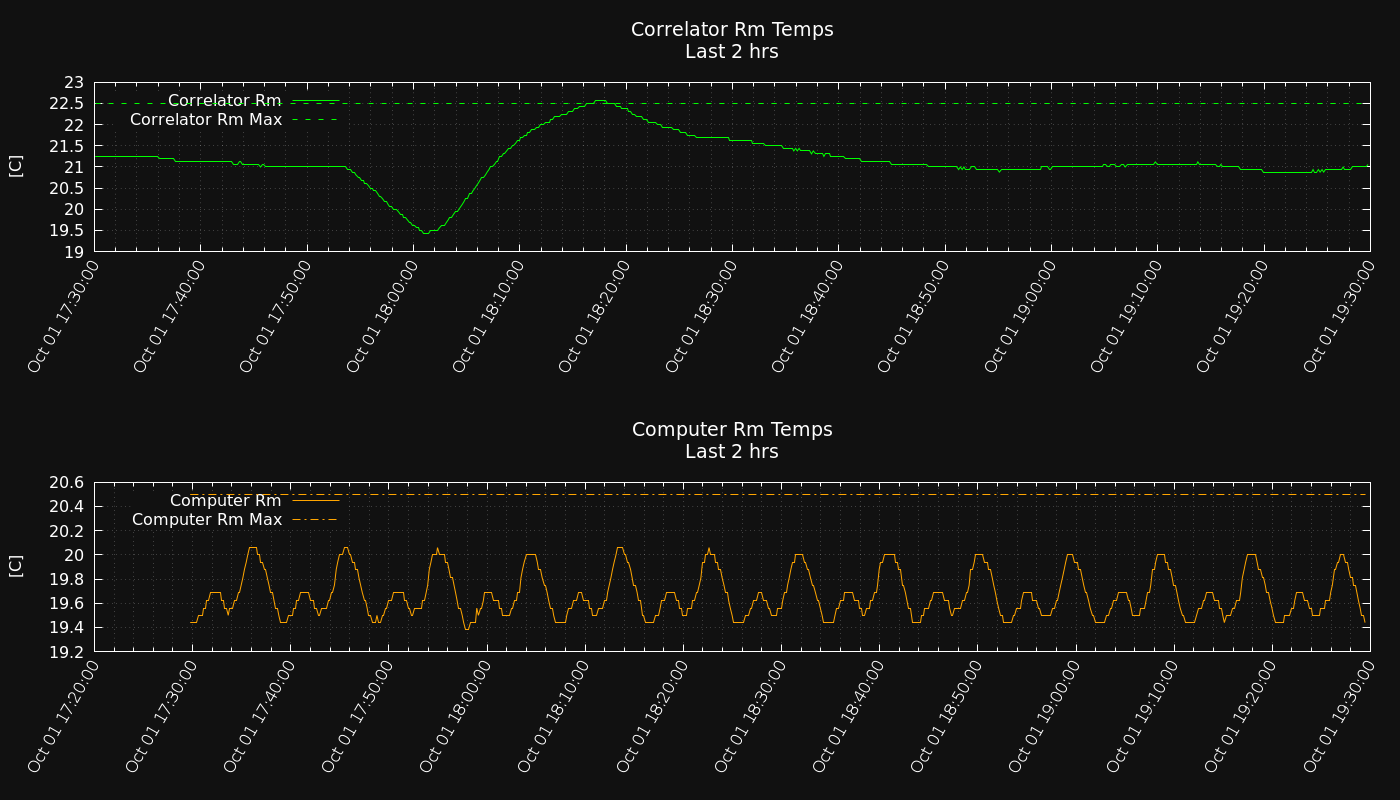 Correlator Rm Temps
Last 2 hrs
23
22.5
22
21.5
21
20.5
20
19.5
19
[C]
Correlator Rm
Correlator Rm Max
Oct 01 17:30:00
Oct 01 17:40:00
Oct 01 17:50:00
Oct 01 18:00:00
Oct 01 18:10:00
Oct 01 18:20:00
Oct 01 18:30:00
Oct 01 18:40:00
Oct 01 18:50:00
Oct 01 19:00:00
Oct 01 19:10:00
Oct 01 19:20:00
Oct 01 19:30:00
Computer Rm Temps
Last 2 hrs
20.6
20.4
20.2
20
19.8
19.6
19.4
19.2
[C]
Computer Rm
Computer Rm Max
Oct 01 17:20:00
Oct 01 17:30:00
Oct 01 17:40:00
Oct 01 17:50:00
Oct 01 18:00:00
Oct 01 18:10:00
Oct 01 18:20:00
Oct 01 18:30:00
Oct 01 18:40:00
Oct 01 18:50:00
Oct 01 19:00:00
Oct 01 19:10:00
Oct 01 19:20:00
Oct 01 19:30:00